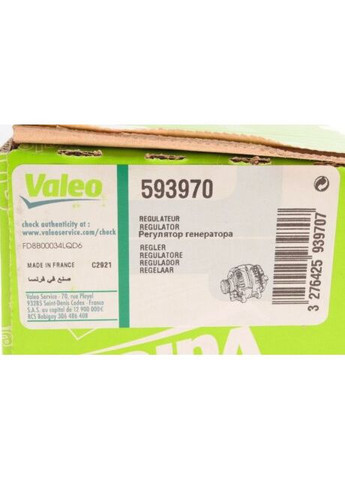 Valeo
593970
check authenticity at :
www.valeoservice.com/check
FDBB00034LQD6
MADE IN FRANCE C2921
صنع في فرنسا
Valeo Service - 70, rue Pleyel
93285 Saint-Denis Cedex - France
S.A.S. au capital de 12 900 000€
RCS Bobigny 306 486 408
REGULATEUR
REGULATOR
Регулятор генератора
REGLER
REGULATORE
REGULADOR
REGELAAR
3 276425 939707